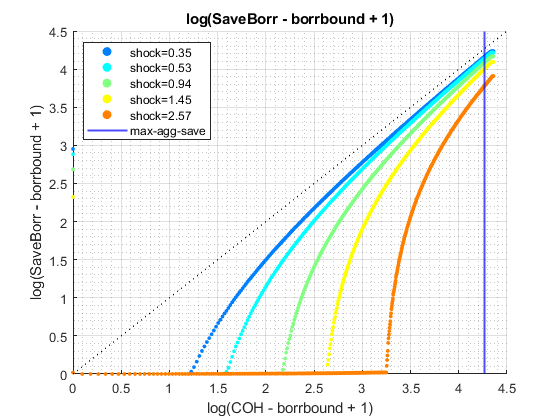 log(SaveBorr - borrbound + 1)
shock=0.35
shock=0.53
shock=0.94
shock=1.45
shock=2.57
max-agg-save
4.5
4
3.5
3
2.5
2
1.5
1
0.5
0
log(SaveBorr - borrbound + 1)
0 0.5 1 1.5 2 2.5 3 3.5 4 4.5
log(COH - borrbound + 1)